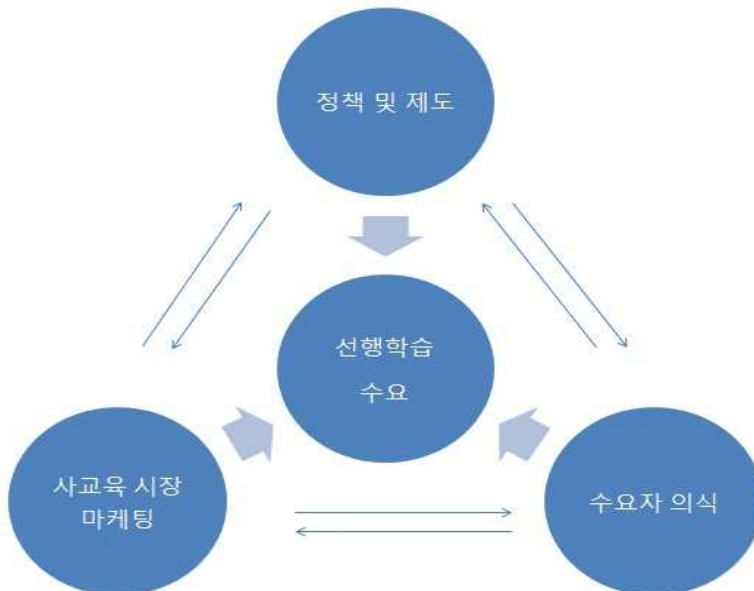 정책 및 제도
선행학습
수요
사교육 시장
마케팅
수요자 의식